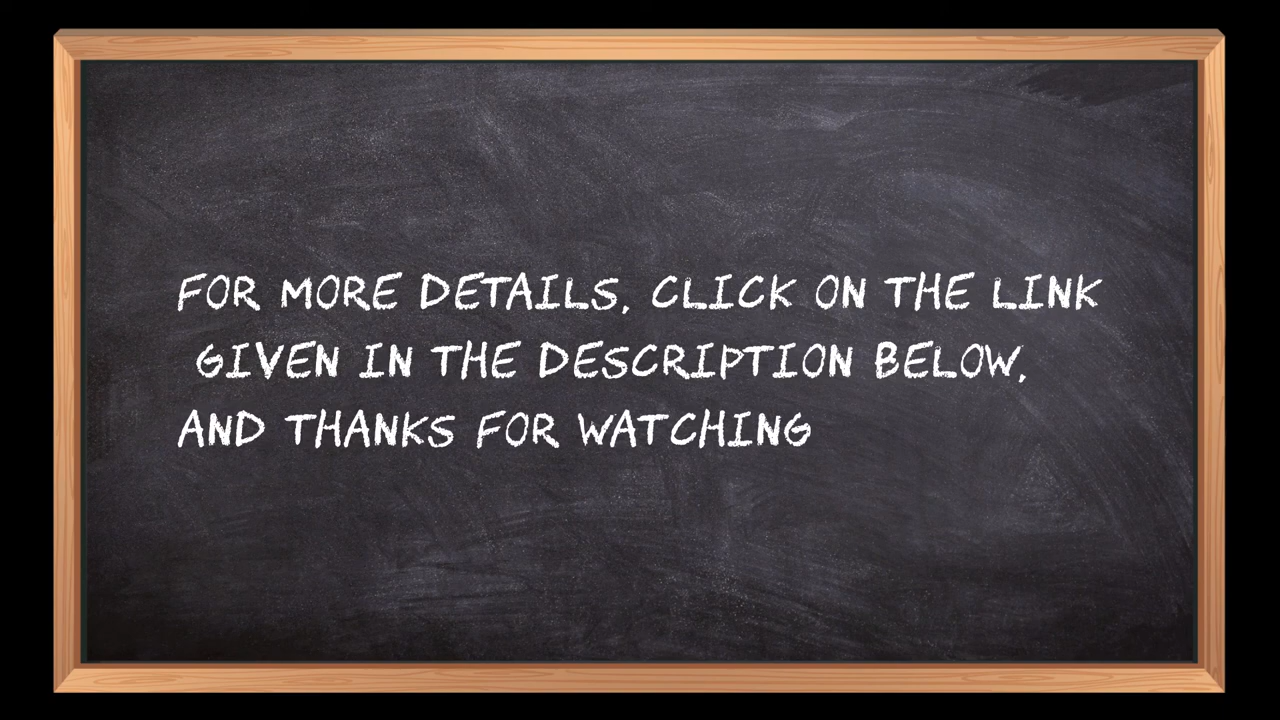 FOR MORE DETAILS, CLICK ON THE LINK
GIVEN IN THE DESCRIPTION BELOW,
AND THANKS FOR WATCHING